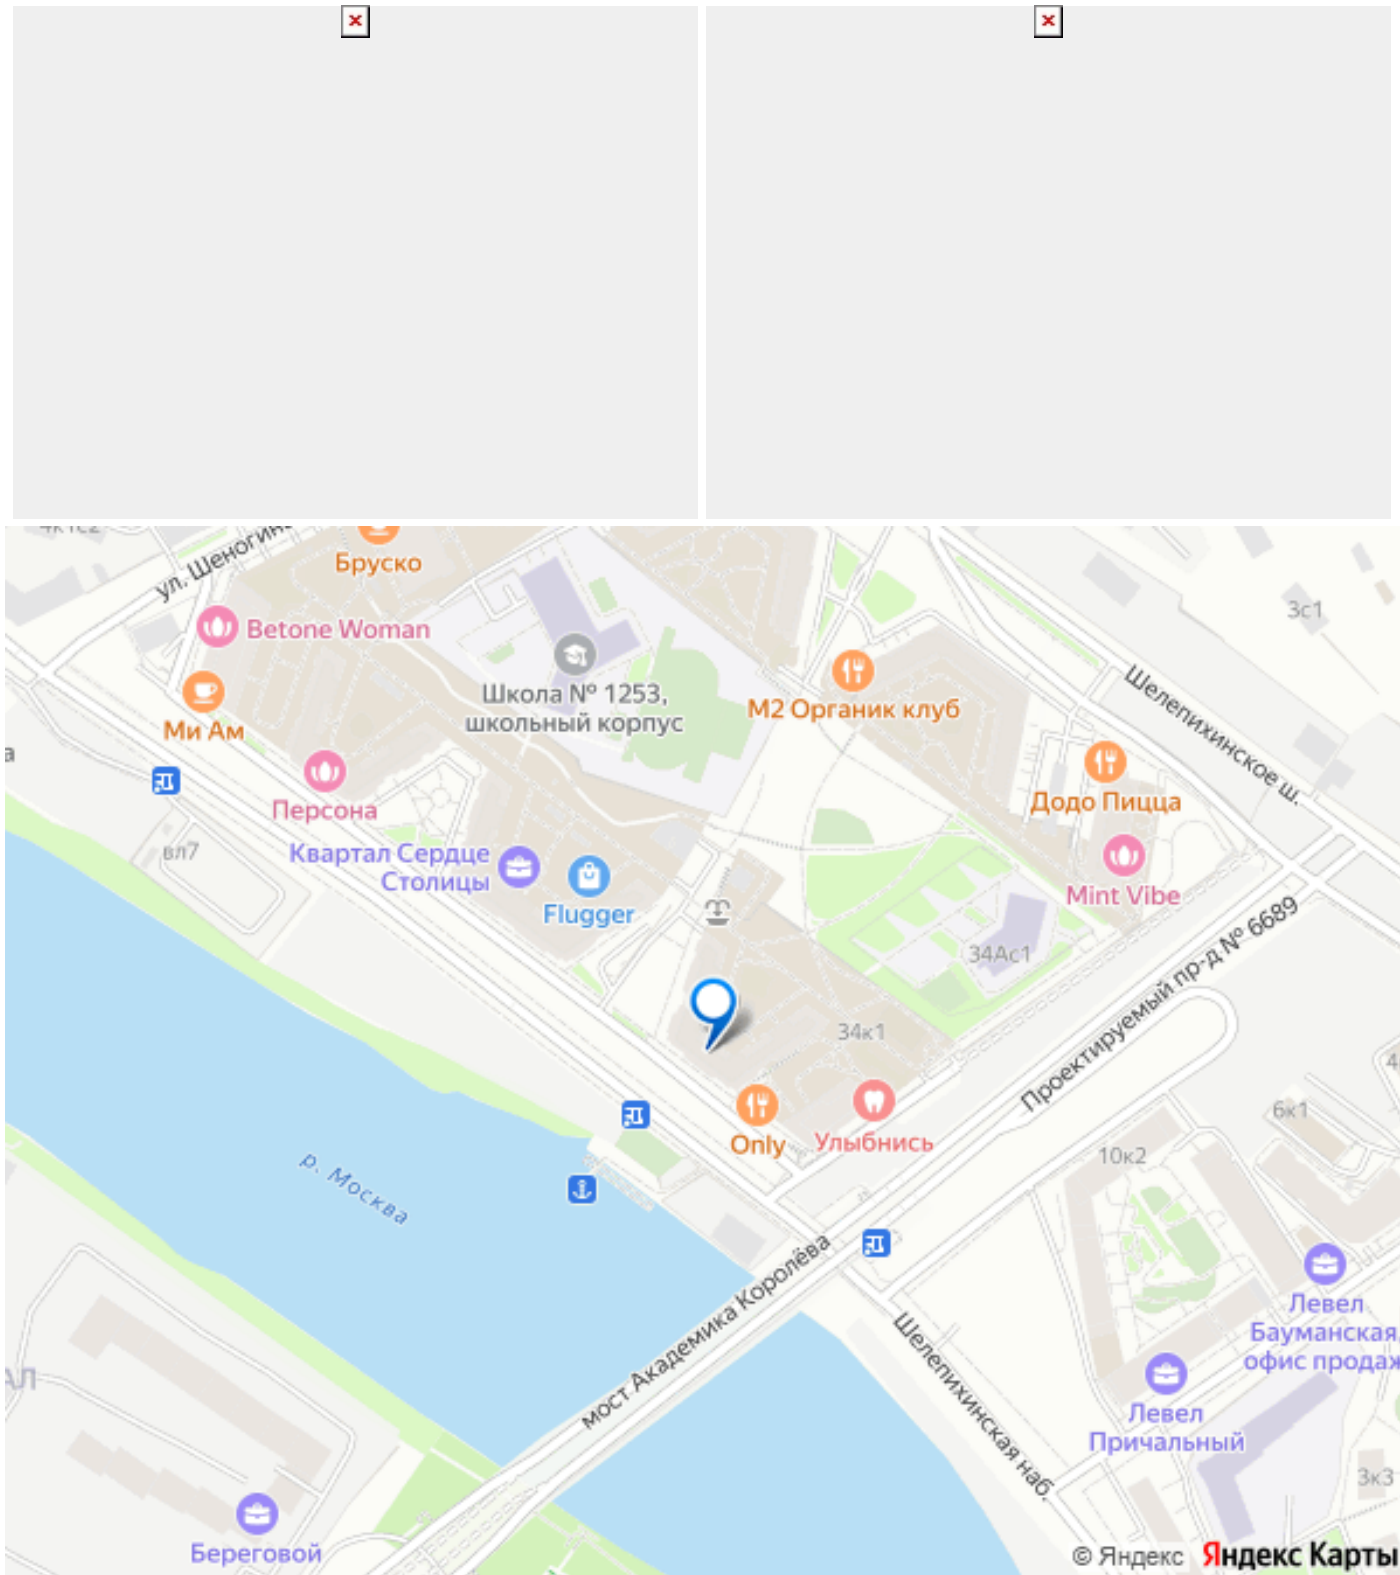 4к1с2
ул. Шеногина
Бруско
Betone Woman
Школа № 1253,
школьный корпус
Ми Ам
М2 Органик клуб
3с1
Шелепихинское ш.
Персона
Додо Пицца
вл7
Квартал Сердце
Столицы
Flugger
Mint Vibe
34Ас1
Проектируемый пр-д № 6689
34к1
Only
Улыбнись
6к1
10к2
р. Москва
мост Академика Королёва
Шелепихинская наб.
Левел
Бауманская,
офис продаж
Левел
Причальный
3к3
Береговой
© Яндекс Яндекс Карты